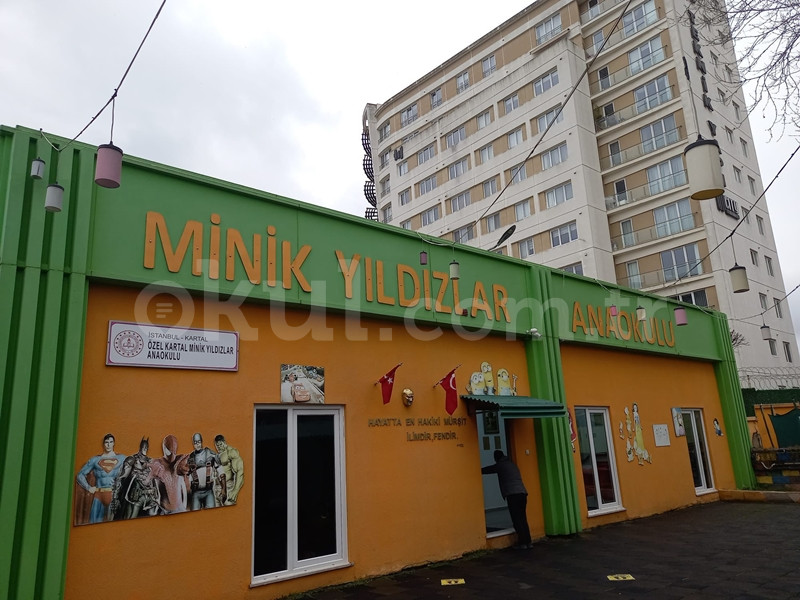 MİNİK YILDIZLAR
ANAOKULU
okul.com.tr
İSTANBUL - KARTAL
ÖZEL KARTAL MİNİK YILDIZLAR
ANAOKULU
HAYATTA EN HAKİKİ MÜRŞİT
İLİMDİR, FENDİR.
TEKNİK Y